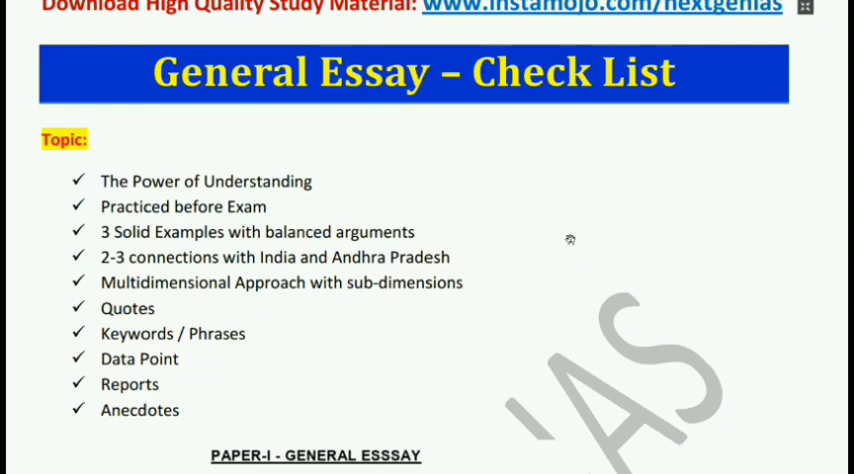 Download High Quality Study Material: www.instamojo.com/nextgenias
General Essay – Check List
Topic:
✓ The Power of Understanding
✓ Practiced before Exam
✓ 3 Solid Examples with balanced arguments
✓ 2-3 connections with India and Andhra Pradesh
✓ Multidimensional Approach with sub-dimensions
✓ Quotes
✓ Keywords / Phrases
✓ Data Point
✓ Reports
✓ Anecdotes
IAS
PAPER-I - GENERAL ESSSAY